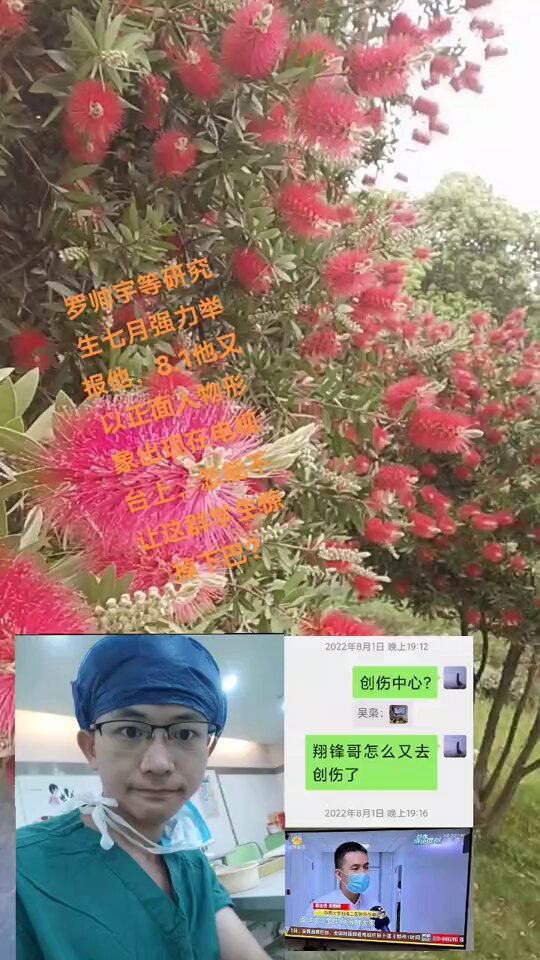 罗帅宇等研究
生七月强力举
报他，8.1他又
以正面人物形
象出现在电视
台上，怎能不
让这群学生惊
掉下巴？
2022年8月1日 晚上19:12
创伤中心?
吴枭：
翔锋哥怎么又去
创伤了
2022年8月1日 晚上19:16